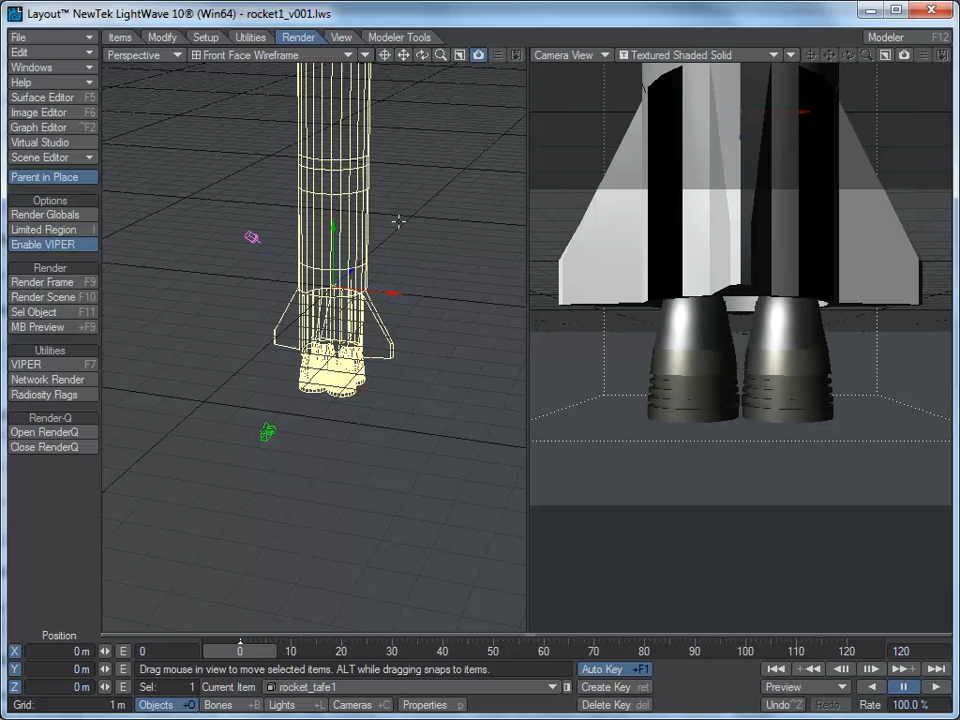 Layout™ NewTek LightWave 10® (Win64) - rocket1_v001.lws
File
Items
Modify
Setup
Utilities
Render
View
Modeler Tools
Modeler F12
Edit
Windows
Help
Perspective
Front Face Wireframe
Camera View
Textured Shaded Solid
Surface Editor F5
Image Editor F6
Graph Editor ^F2
Virtual Studio
Scene Editor
Parent in Place
Options
Render Globals
Limited Region l
Enable VIPER
Render
Render Frame F9
Render Scene F10
Sel Object F11
MB Preview +F9
Utilities
VIPER F7
Network Render
Radiosity Flags
Render-Q
Open RenderQ
Close RenderQ
Position
X 0 m E 0 0 10 20 30 40 50 60 70 80 90 100 110 120 120
Y 0 m E Drag mouse in view to move selected items. ALT while dragging snaps to items. Auto Key +F1
Z 0 m E Sel: 1 Current Item rocket_tafe1 Create Key ret Preview
Grid: 1 m Objects +O Bones +B Lights +L Cameras +C Properties p Delete Key del Undo ^Z Redo Rate 100.0 %